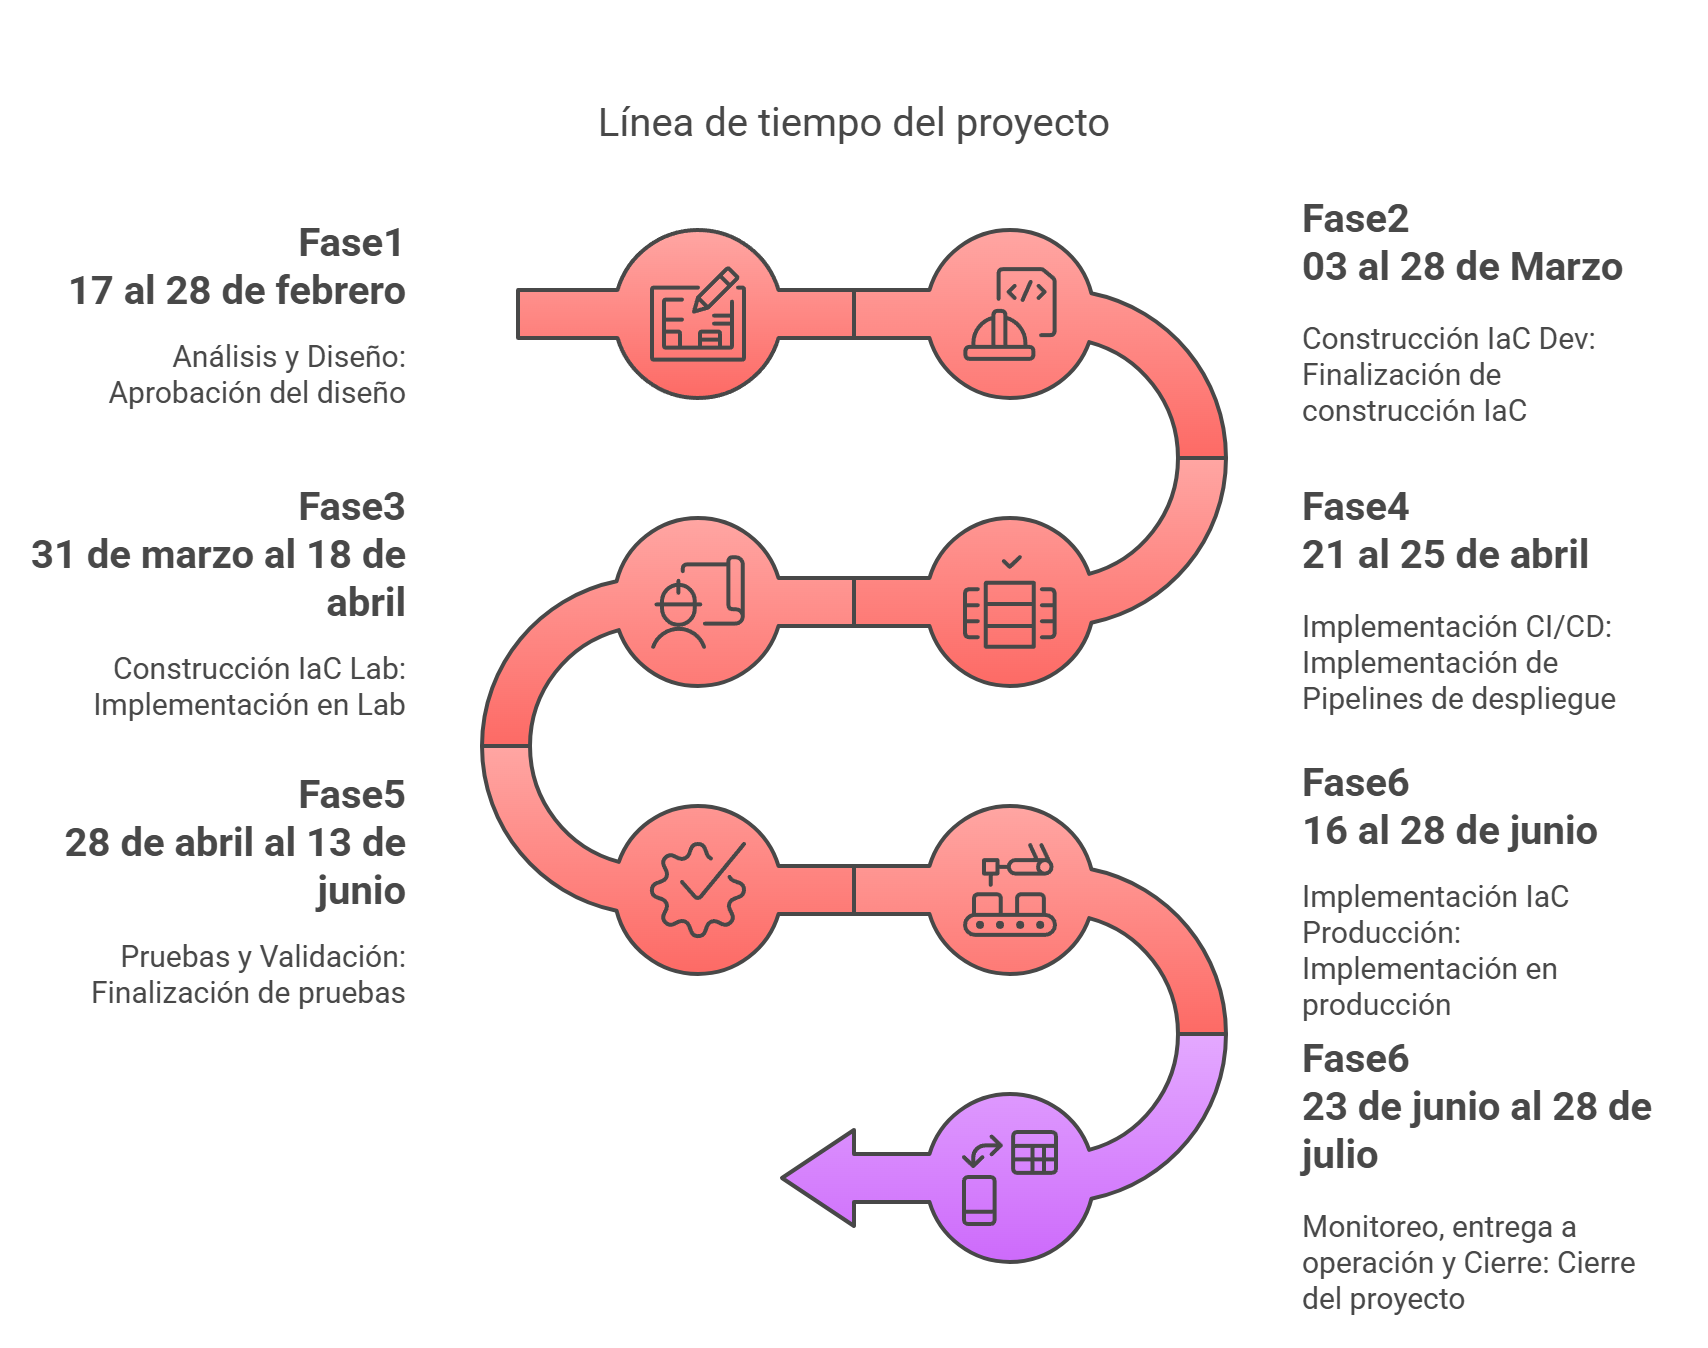 Línea de tiempo del proyecto
Fase1
17 al 28 de febrero
Análisis y Diseño:
Aprobación del diseño
Fase2
03 al 28 de Marzo
Construcción IaC Dev:
Finalización de
construcción IaC
Fase3
31 de marzo al 18 de
abril
Construcción IaC Lab:
Implementación en Lab
Fase4
21 al 25 de abril
Implementación CI/CD:
Implementación de
Pipelines de despliegue
Fase5
28 de abril al 13 de
junio
Pruebas y Validación:
Finalización de pruebas
Fase6
16 al 28 de junio
Implementación IaC
Producción:
Implementación en
producción
Fase6
23 de junio al 28 de
julio
Monitoreo, entrega a
operación y Cierre: Cierre
del proyecto